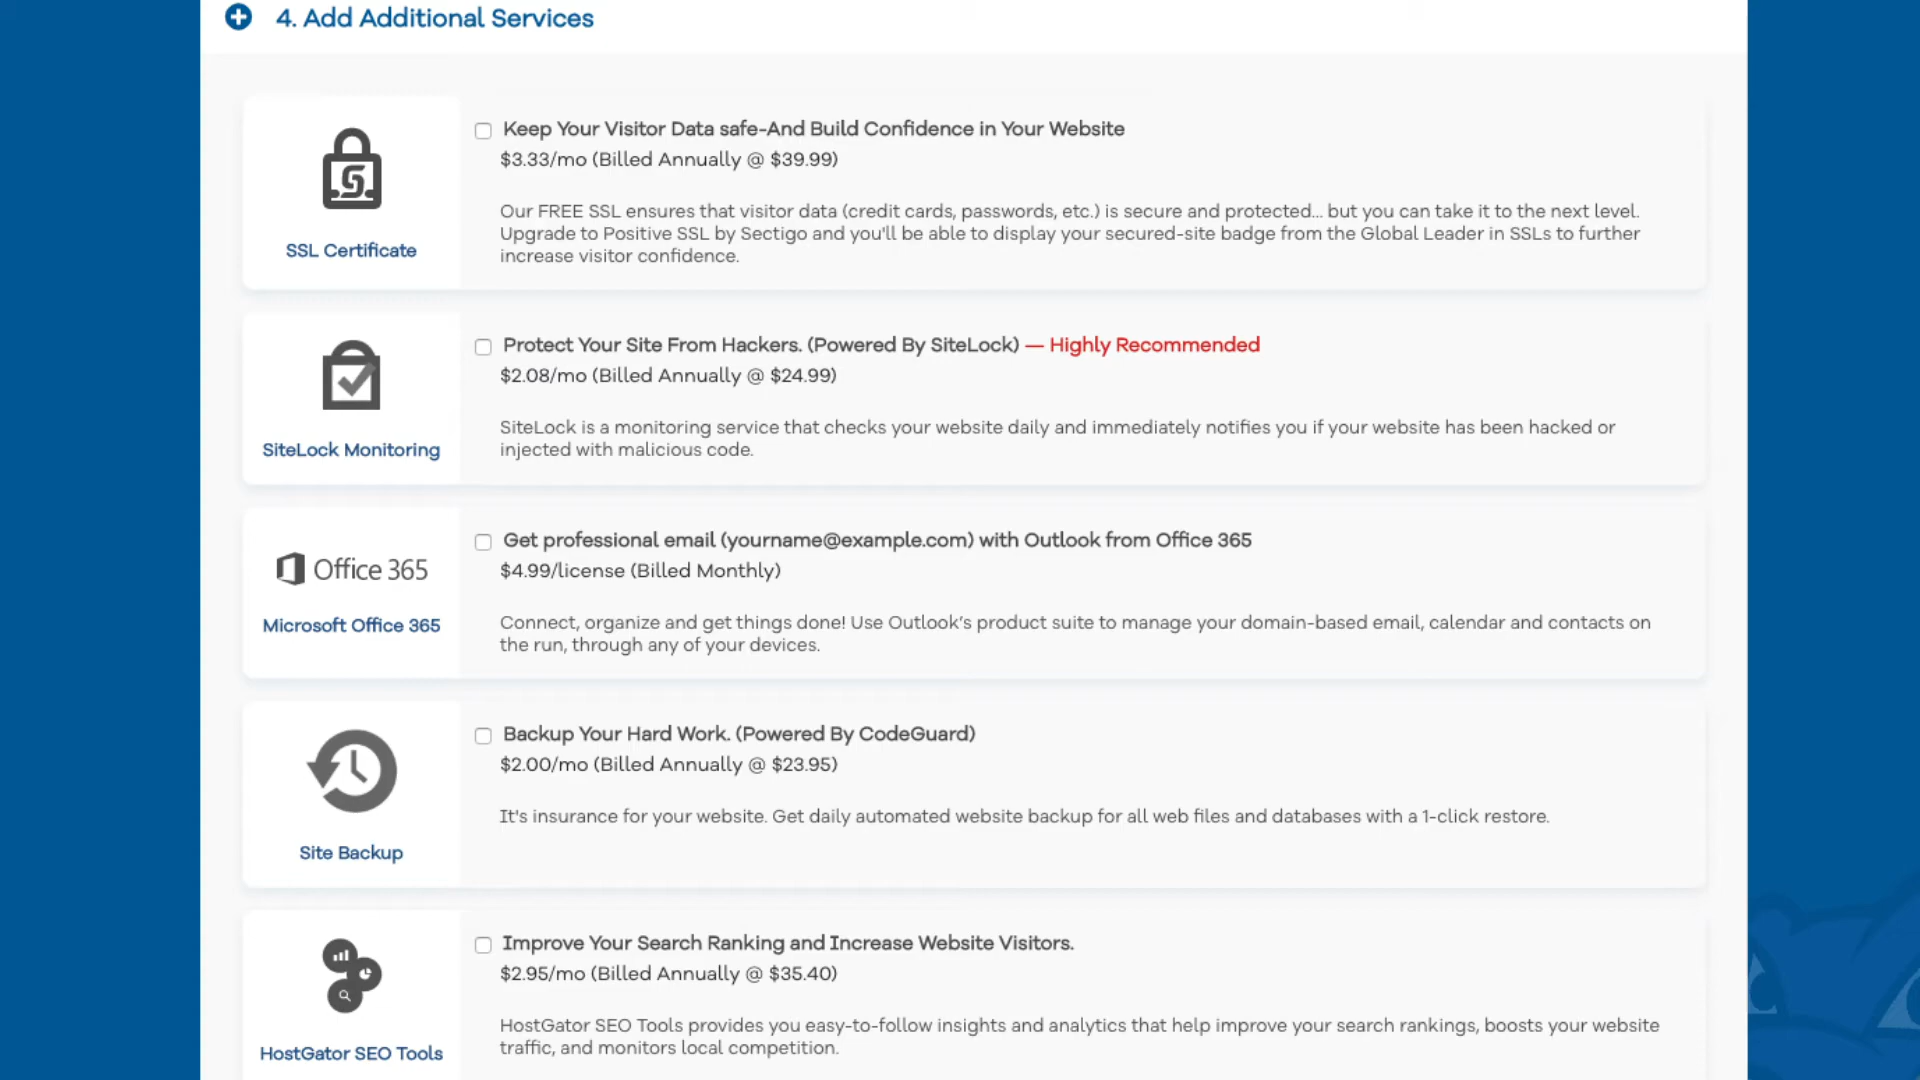 4. Add Additional Services
SSL Certificate
Keep Your Visitor Data safe-And Build Confidence in Your Website
$3.33/mo (Billed Annually @ $39.99)
Our FREE SSL ensures that visitor data (credit cards, passwords, etc.) is secure and protected... but you can take it to the next level.
Upgrade to Positive SSL by Sectigo and you'll be able to display your secured-site badge from the Global Leader in SSLs to further
increase visitor confidence.
SiteLock Monitoring
Protect Your Site From Hackers. (Powered By SiteLock) — Highly Recommended
$2.08/mo (Billed Annually @ $24.99)
SiteLock is a monitoring service that checks your website daily and immediately notifies you if your website has been hacked or
injected with malicious code.
Office 365
Microsoft Office 365
Get professional email (yourname@example.com) with Outlook from Office 365
$4.99/license (Billed Monthly)
Connect, organize and get things done! Use Outlook's product suite to manage your domain-based email, calendar and contacts on
the run, through any of your devices.
Site Backup
Backup Your Hard Work. (Powered By CodeGuard)
$2.00/mo (Billed Annually @ $23.95)
It's insurance for your website. Get daily automated website backup for all web files and databases with a 1-click restore.
HostGator SEO Tools
Improve Your Search Ranking and Increase Website Visitors.
$2.95/mo (Billed Annually @ $35.40)
HostGator SEO Tools provides you easy-to-follow insights and analytics that help improve your search rankings, boosts your website
traffic, and monitors local competition.